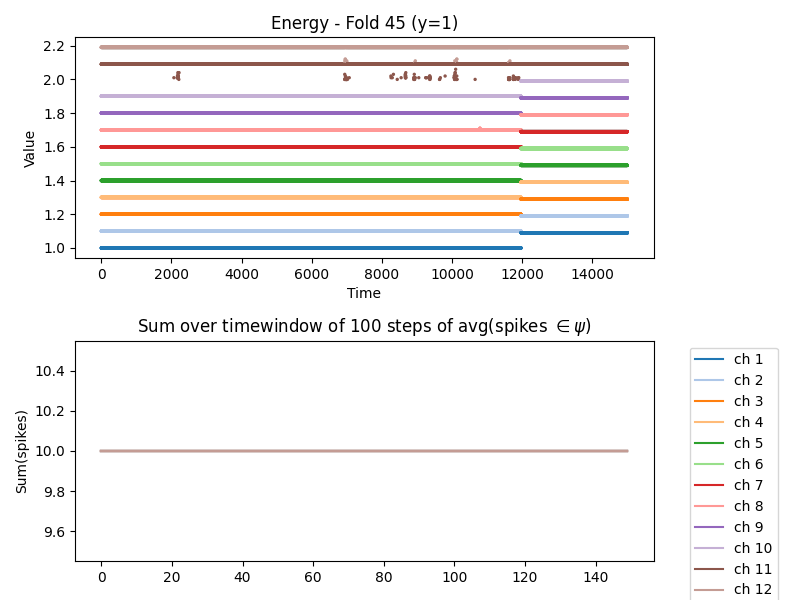 Energy - Fold 45 (y=1)
2.2
2.0
1.8
1.6
1.4
1.2
1.0
Value
0 2000 4000 6000 8000 10000 12000 14000
Time
Sum over timewindow of 100 steps of avg(spikes ∈ ψ)
10.4
10.2
10.0
9.8
9.6
Sum(spikes)
0 20 40 60 80 100 120 140
ch 1
ch 2
ch 3
ch 4
ch 5
ch 6
ch 7
ch 8
ch 9
ch 10
ch 11
ch 12